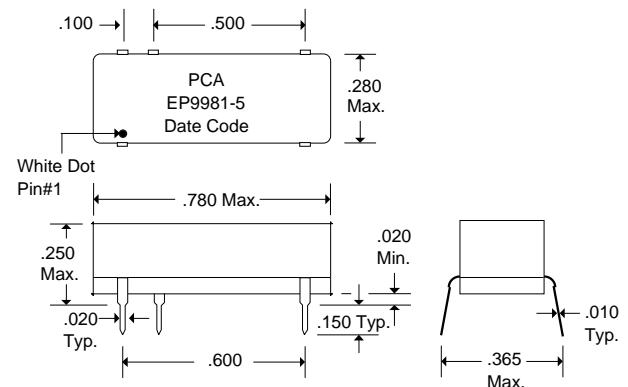 .100
.500
PCA
EP9981-5
Date Code
.280
Max.
White Dot
Pin#1
.780 Max.
.250
Max.
.020
Min.
.020
Typ.
.150 Typ.
.010
Typ.
.600
.365
Max.